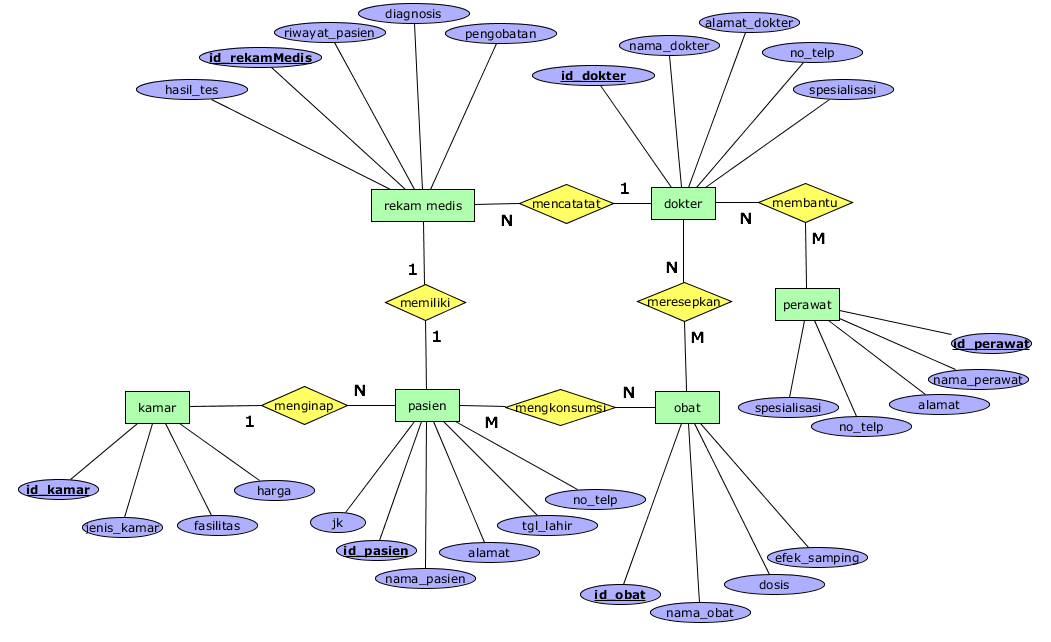 diagnosis
riwayat_pasien
pengobatan
id_rekamMedis
hasil_tes
alamat_dokter
nama_dokter
no_telp
id_dokter
spesialisasi
rekam medis
N
mencatatat
1
dokter
N
membantu
M
1
memiliki
1
N
meresepkan
M
perawat
id_perawat
nama_perawat
alamat
spesialisasi
no_telp
kamar
1
menginap
N
pasien
M
mengkonsumsi
N
obat
id_kamar
jenis_kamar
fasilitas
harga
jk
id_pasien
nama_pasien
alamat
tgl_lahir
no_telp
id_obat
nama_obat
dosis
efek_samping